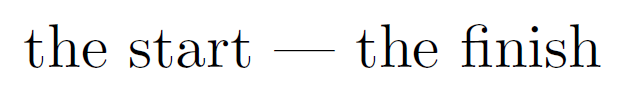 the start — the finish